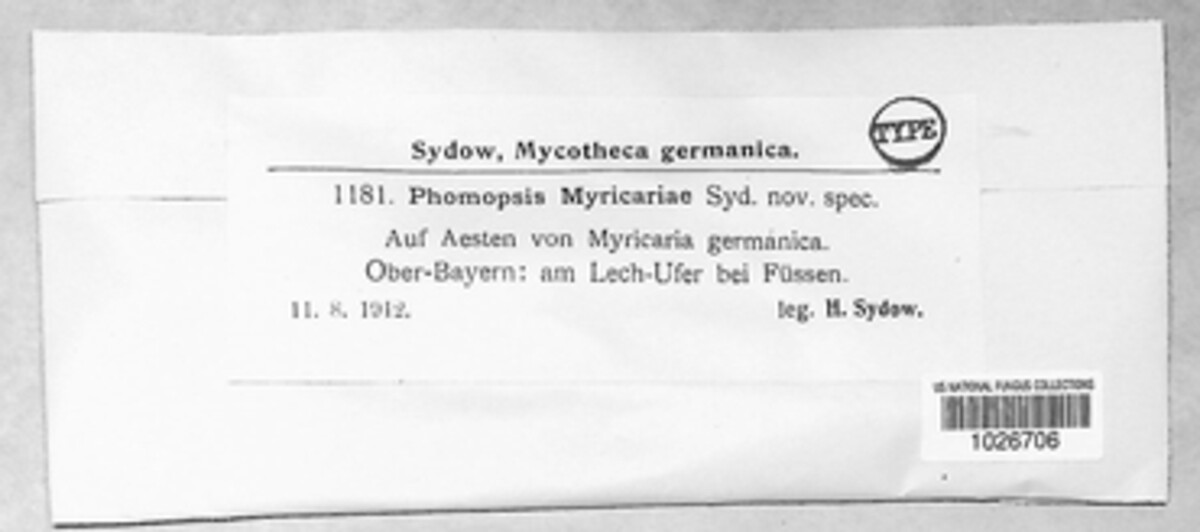 TYPE
Sydow, Mycotheca germanica.
1181. Phomopsis Myricariae Syd. nov. spec.
Auf Aesten von Myricaria germanica.
Ober-Bayern: am Lech-Ufer bei Füssen.
11. 8. 1912. leg. H. Sydow.
US NATIONAL FUNGUS COLLECTIONS
1026706